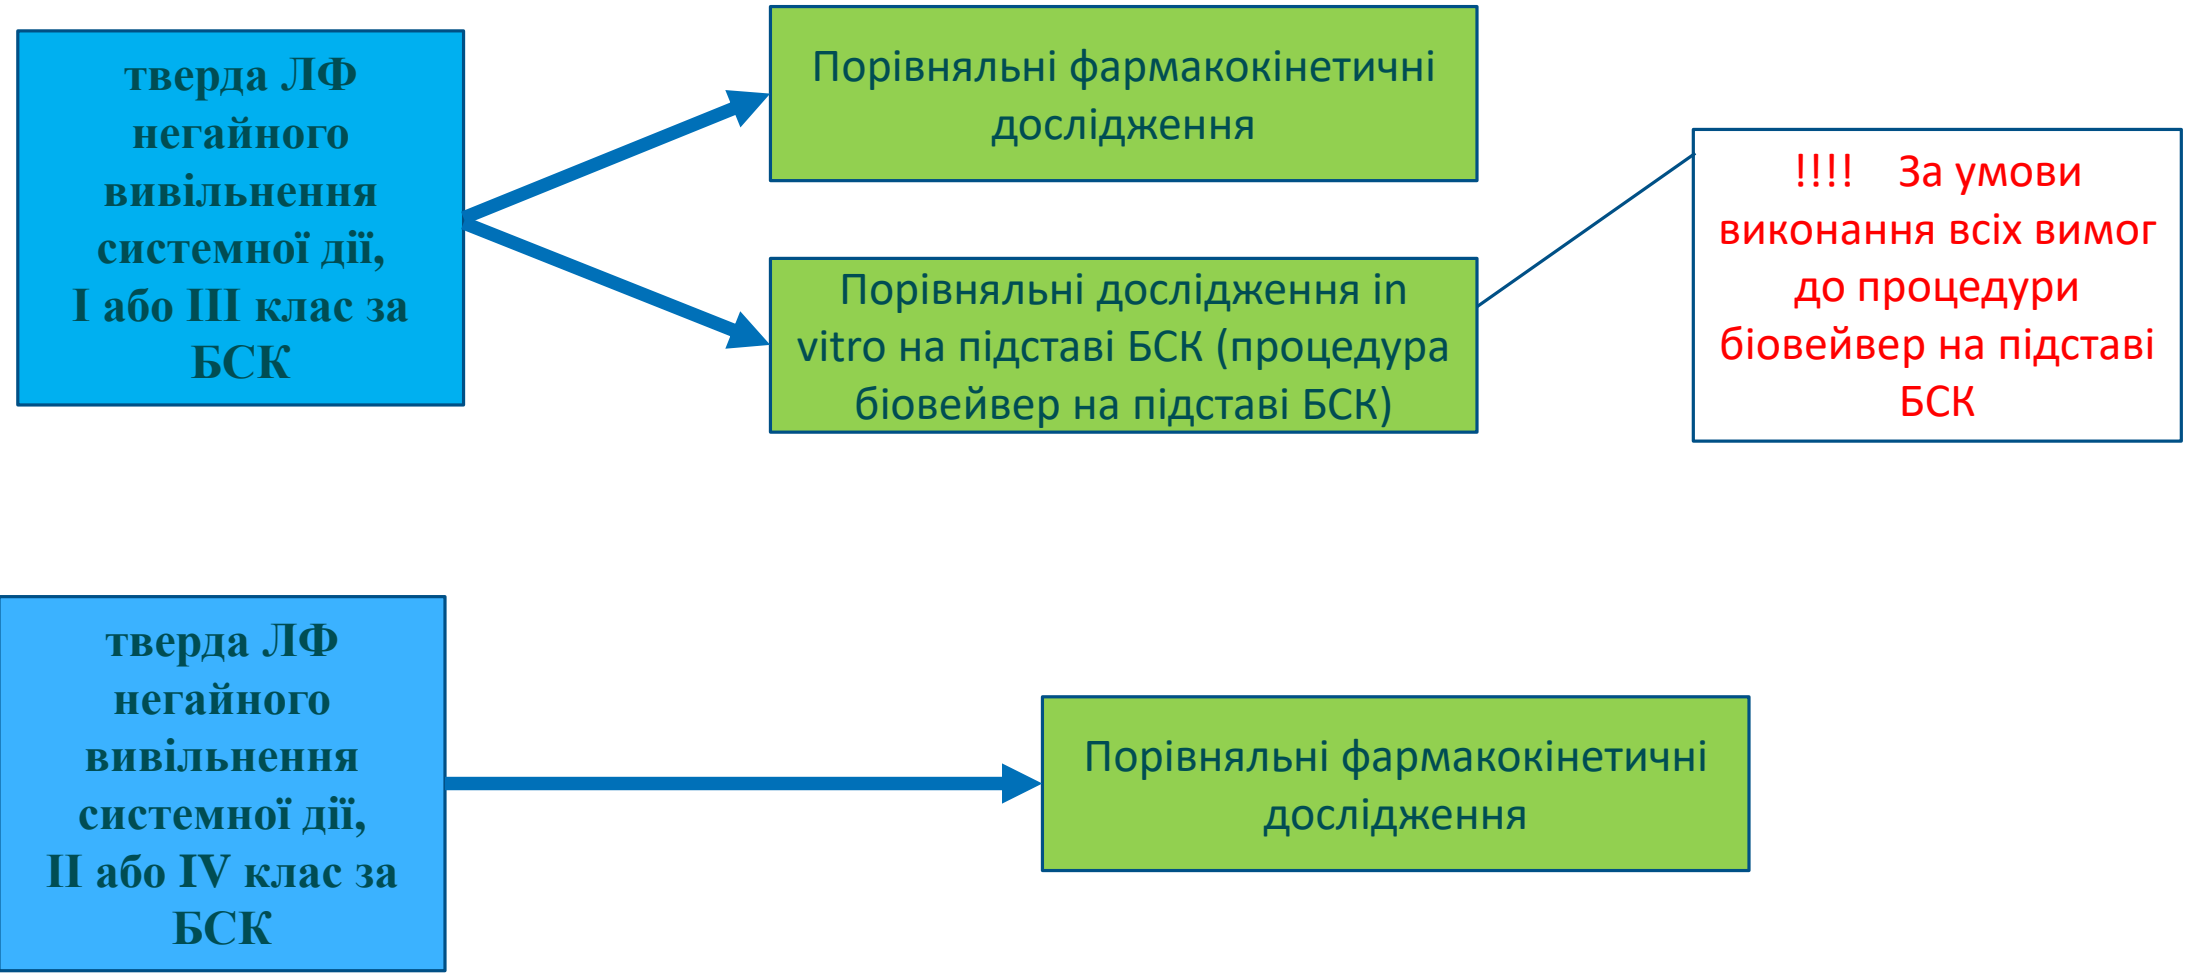 тверда ЛФ
негайного
вивільнення
системної дії,
І або ІІІ клас за
БСК
Порівняльні фармакокінетичні
дослідження
Порівняльні дослідження in
vitro на підставі БСК (процедура
біовейвер на підставі БСК)
!!!! За умови
виконання всіх вимог
до процедури
біовейвер на підставі
БСК
тверда ЛФ
негайного
вивільнення
системної дії,
ІІ або IV клас за
БСК
Порівняльні фармакокінетичні
дослідження